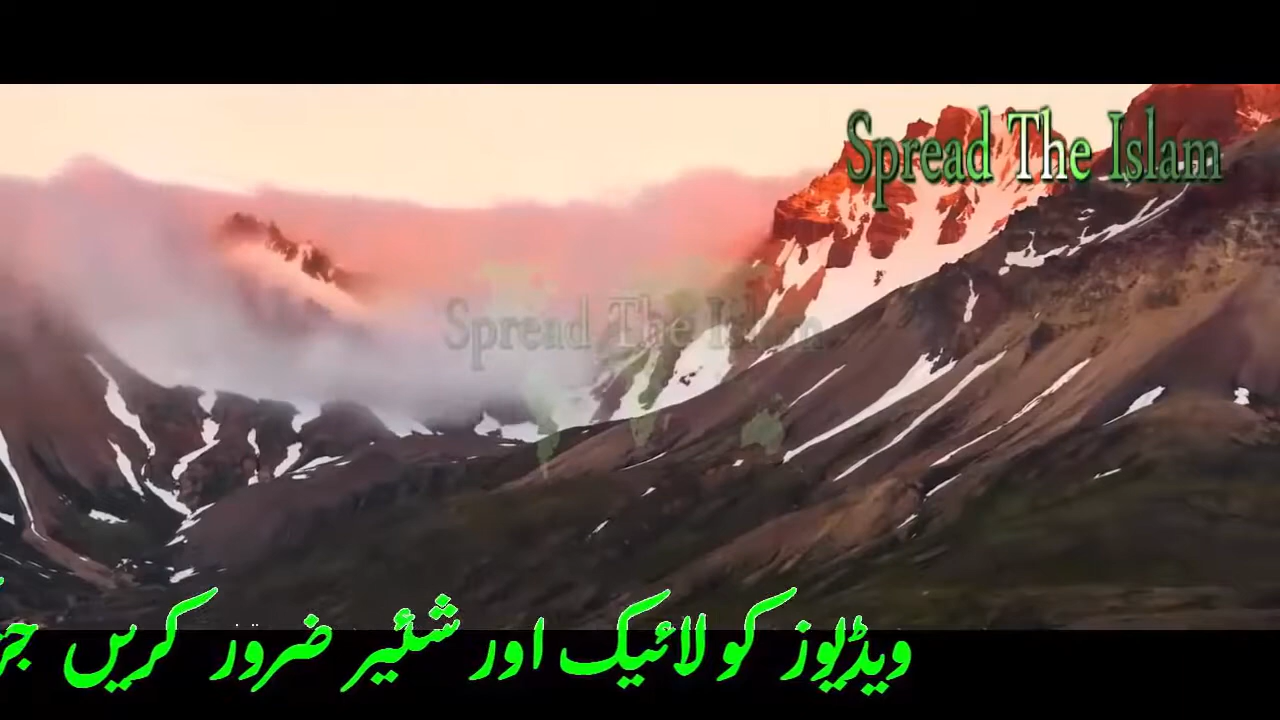 Spread The Islam
Spread The Islam
ویڈیوز کو لائیک اور شئیر ضرور کریں